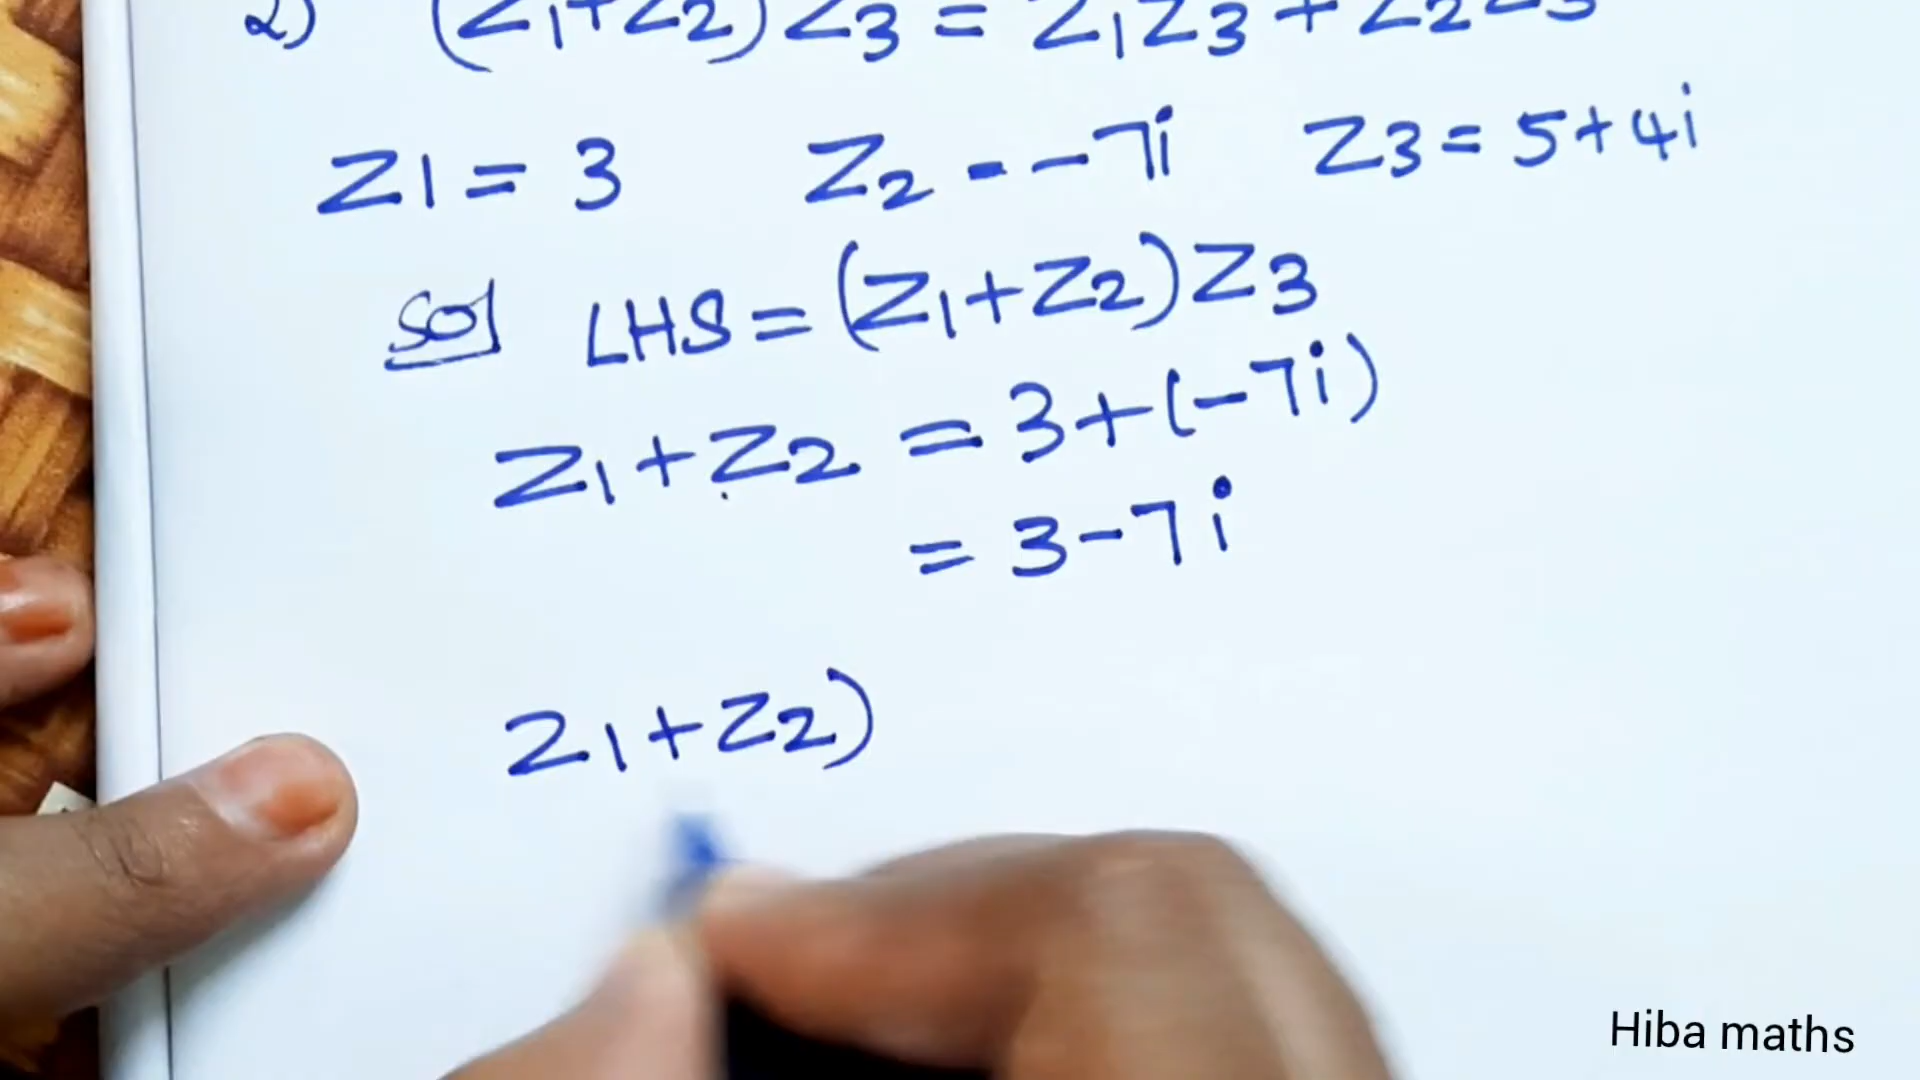 2) (Z1+Z2)Z3 = Z1Z3+Z2Z3
Z1 = 3 Z2 - -7i Z3 = 5+4i
Sol LHS = (Z1+Z2)Z3
Z1+Z2 = 3+(-7i)
= 3-7i
Z1+Z2)
Hiba maths